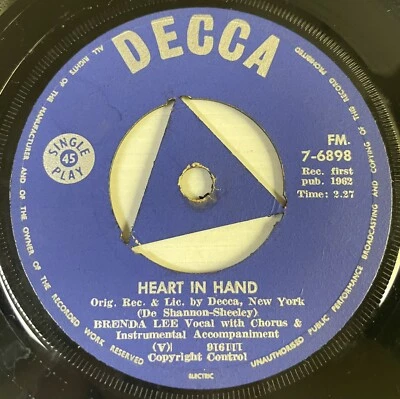 ALL RIGHTS OF THE MANUFACTURER AND OF THE OWNER OF THE RECORDED WORK RESERVED
UNAUTHORISED PUBLIC PERFORMANCE BROADCASTING AND COPYING OF THE RECORD PROHIBITED
DECCA
SINGLE
45
PLAY
FM.
7-6898
Rec. first
pub. 1962
Time: 2.27
HEART IN HAND
Orig. Rec. & Lic. by Decca, New York
(De Shannon-Sheeley)
BRENDA LEE Vocal with Chorus &
Instrumental Accompaniment
(V)
Copyright Control
ELECTRIC